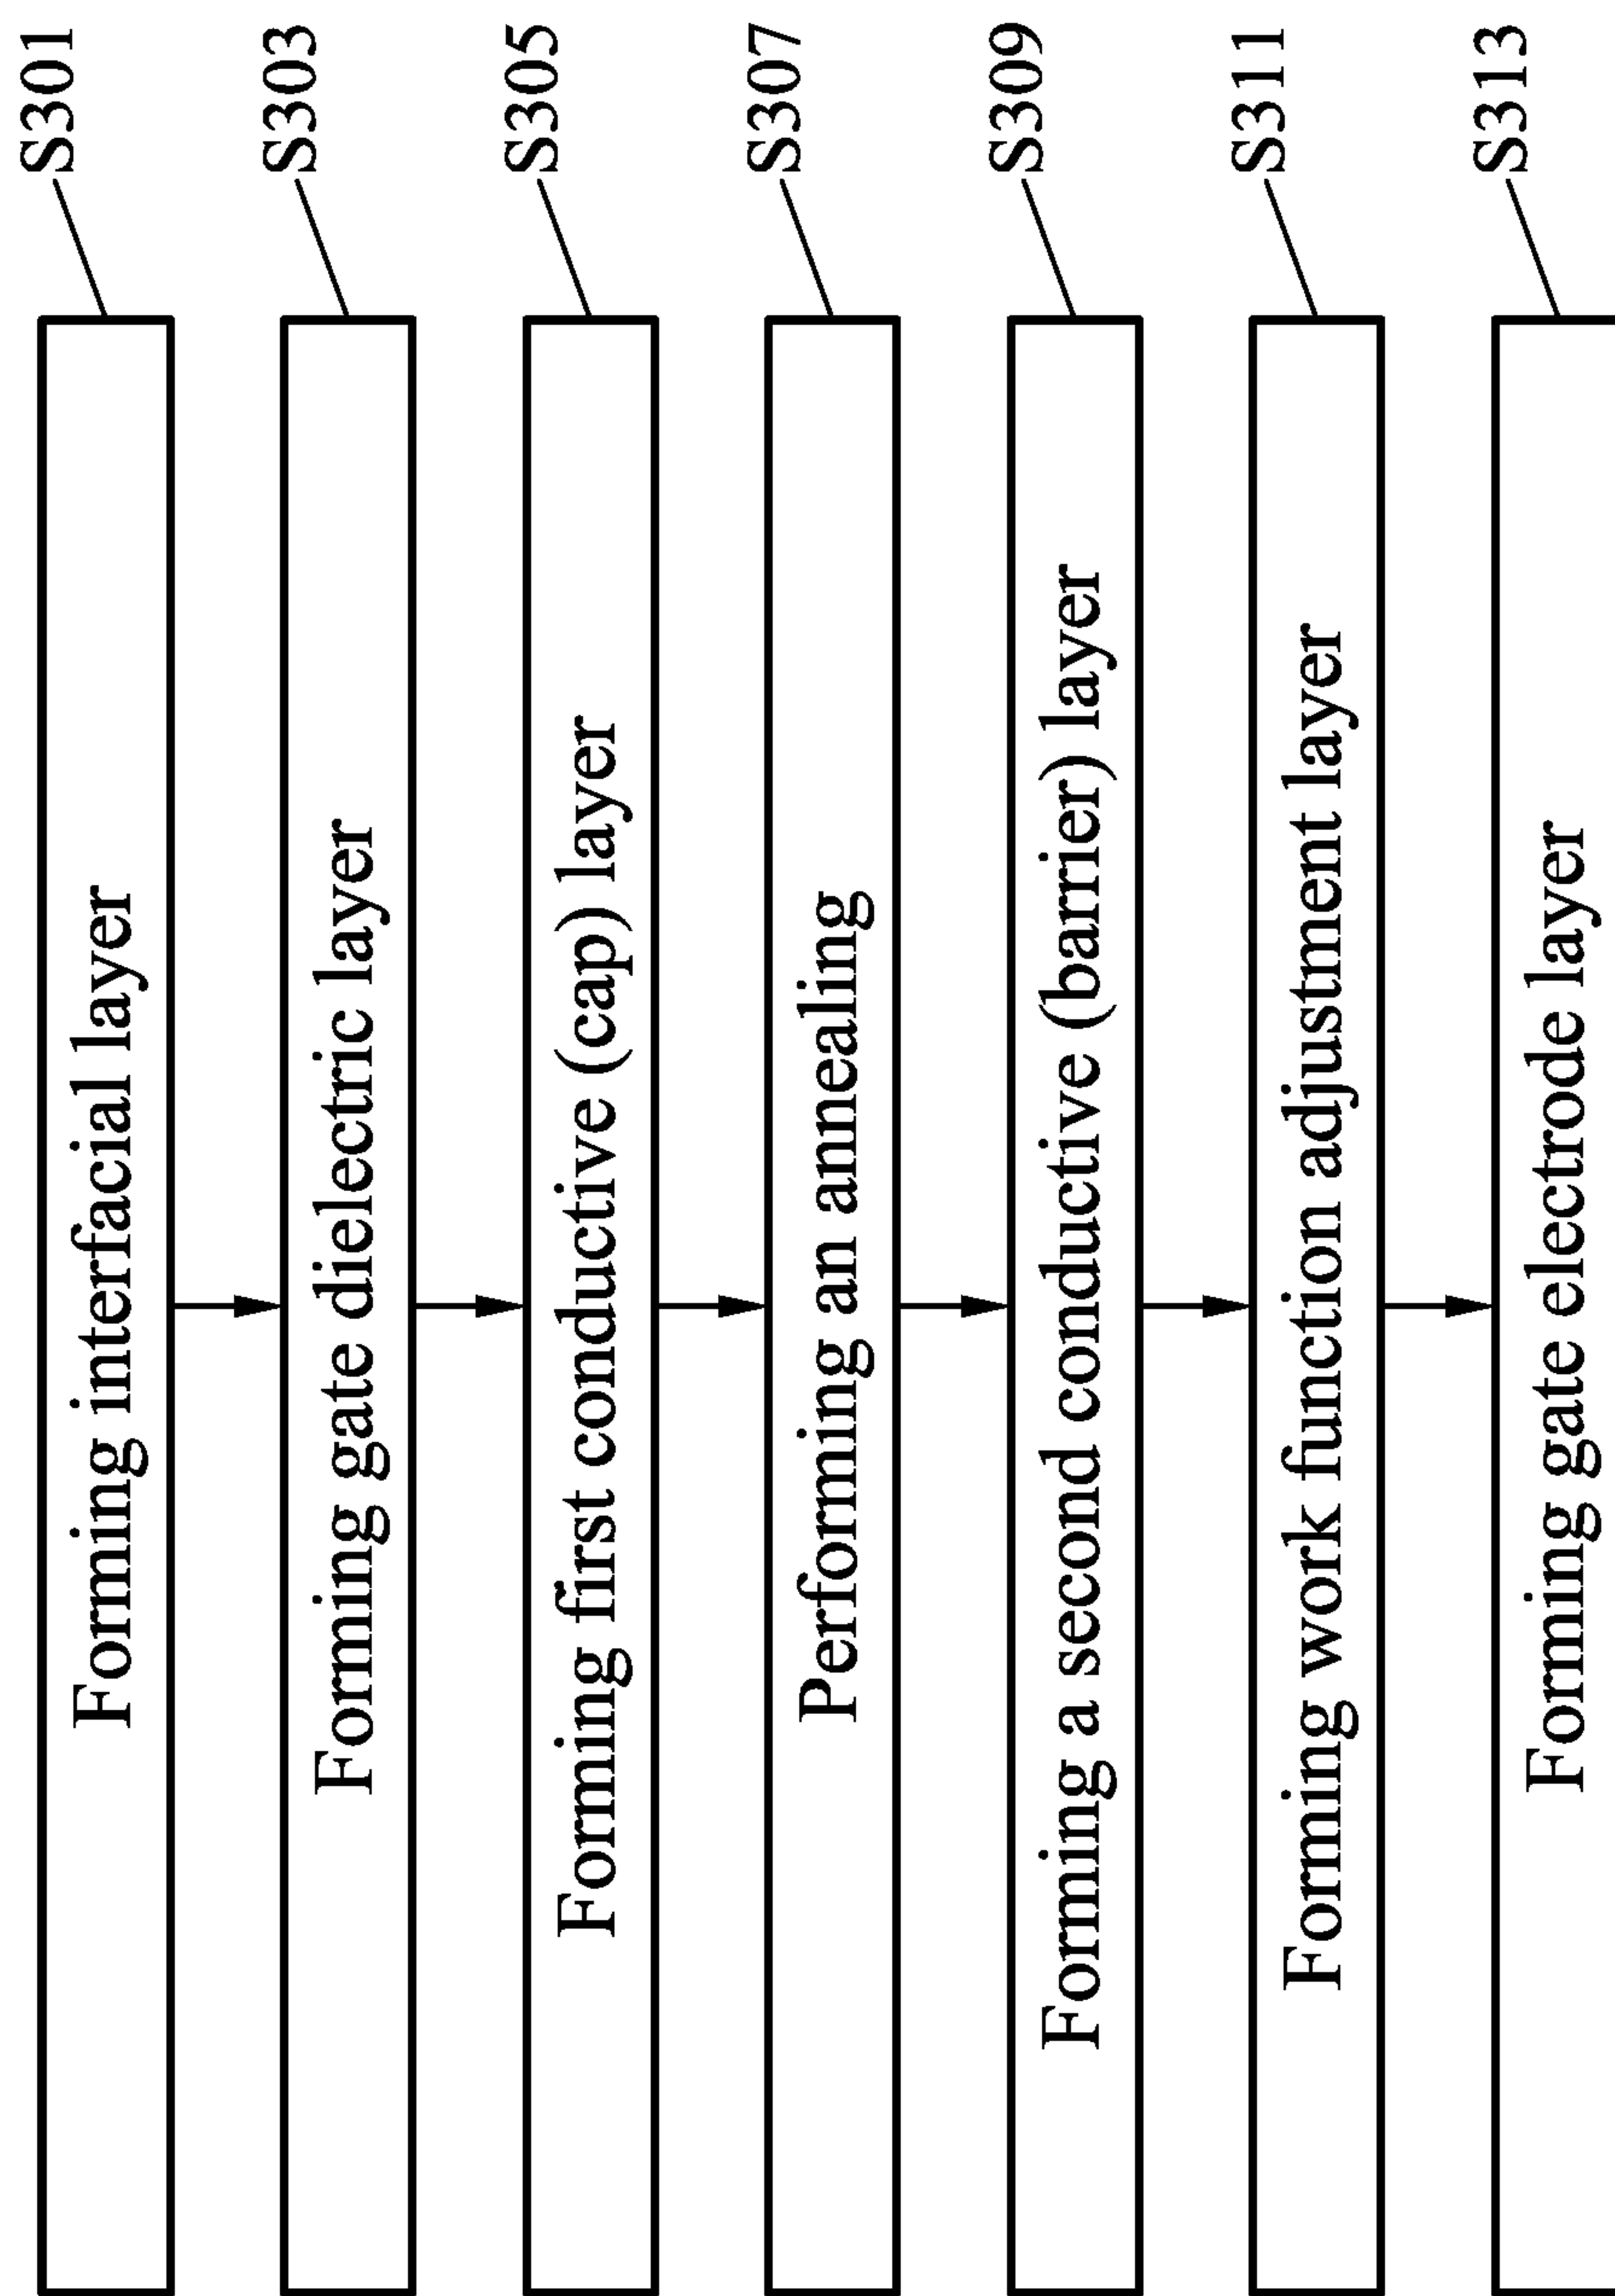 Forming interfacial layer
S301
Forming gate dielectric layer
S303
Forming first conductive (cap) layer
S305
Performing an annealing
S307
Forming a second conductive (barrier) layer
S309
Forming work function adjustment layer
S311
Forming gate electrode layer
S313